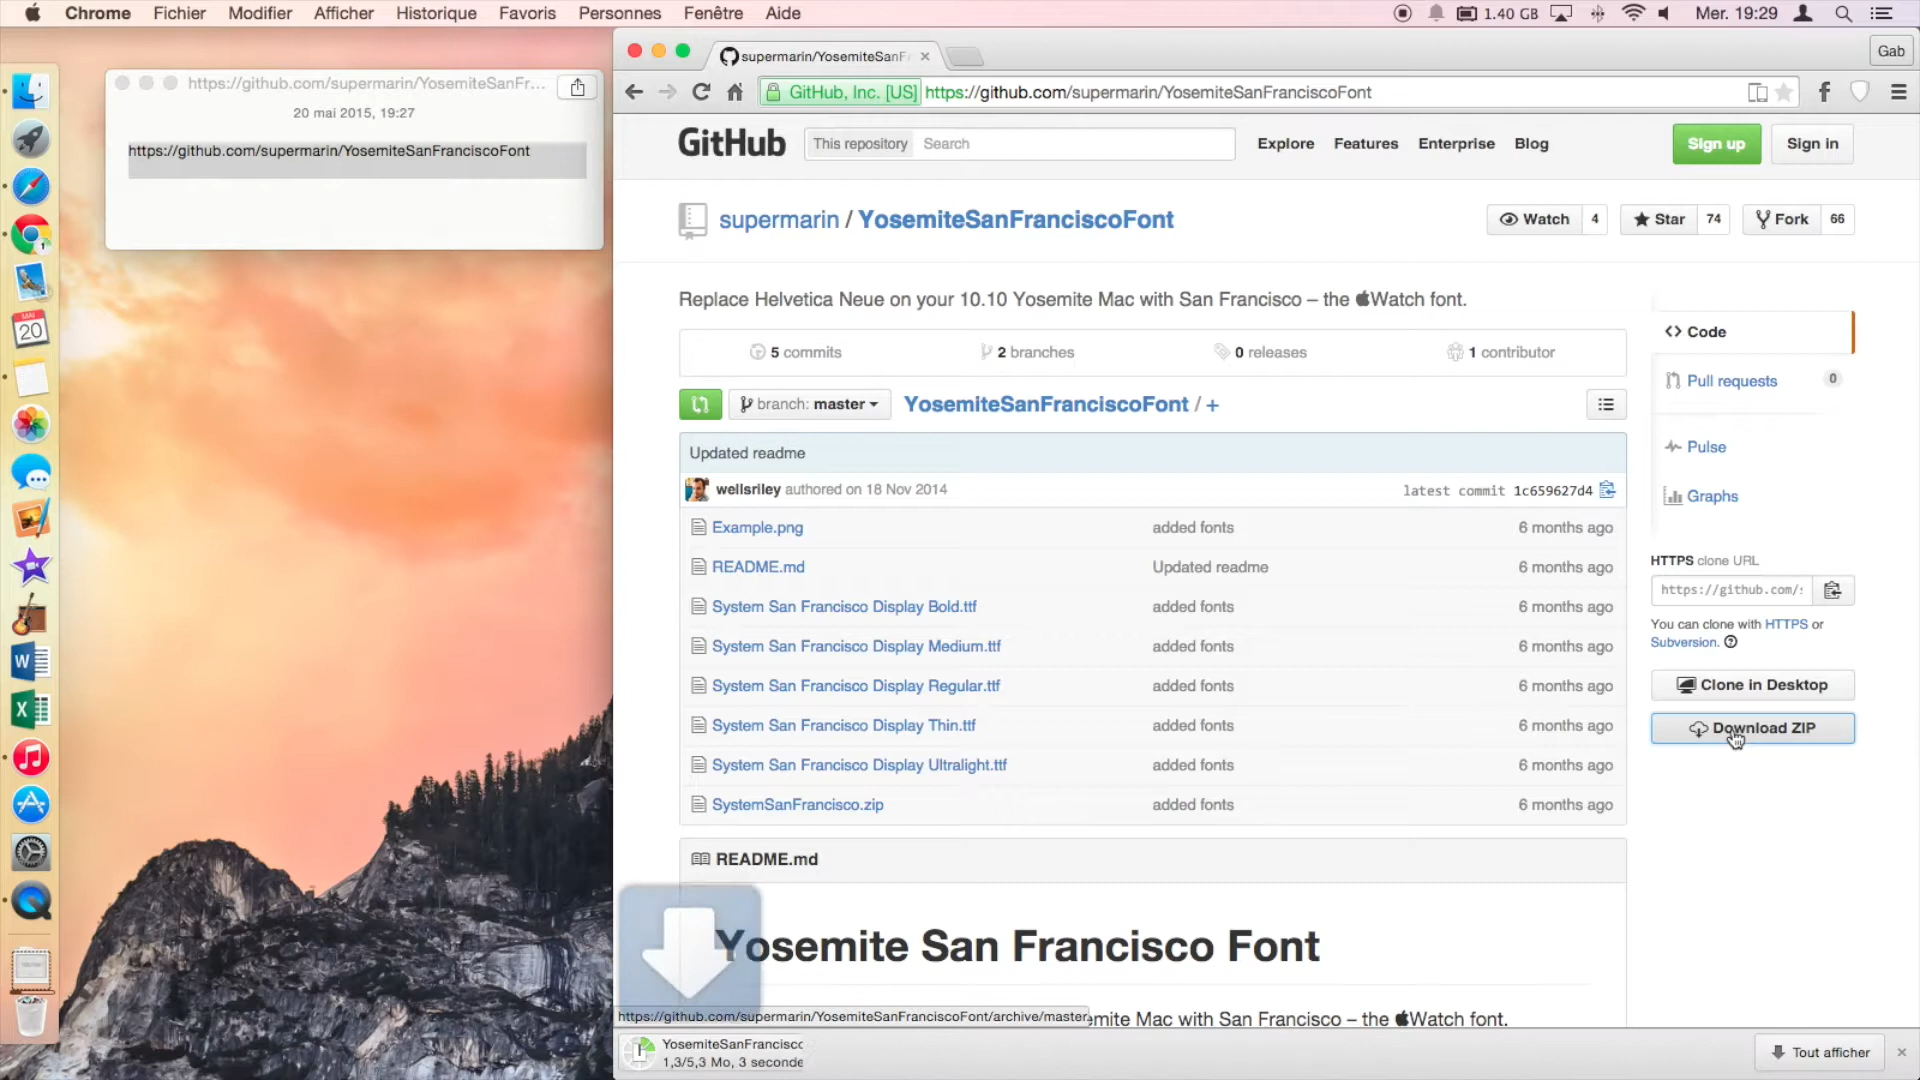 Chrome Fichier Modifier Afficher Historique Favoris Personnes Fenêtre Aide 1.40 GB Mer. 19:29
https://github.com/supermarin/YosemiteSanFr...
20 mai 2015, 19:27
https://github.com/supermarin/YosemiteSanFranciscoFont
MAI
20
supermarin/YosemiteSanF
Gab
GitHub, Inc. [US] https://github.com/supermarin/YosemiteSanFranciscoFont
GitHub This repository Search Explore Features Enterprise Blog Sign up Sign in
supermarin / YosemiteSanFranciscoFont Watch 4 Star 74 Fork 66
Replace Helvetica Neue on your 10.10 Yosemite Mac with San Francisco – the Watch font.
5 commits 2 branches 0 releases 1 contributor
branch: master YosemiteSanFranciscoFont / +
Updated readme
wellsriley authored on 18 Nov 2014 latest commit 1c659627d4
Example.png added fonts 6 months ago
README.md Updated readme 6 months ago
System San Francisco Display Bold.ttf added fonts 6 months ago
System San Francisco Display Medium.ttf added fonts 6 months ago
System San Francisco Display Regular.ttf added fonts 6 months ago
System San Francisco Display Thin.ttf added fonts 6 months ago
System San Francisco Display Ultralight.ttf added fonts 6 months ago
SystemSanFrancisco.zip added fonts 6 months ago
README.md
Yosemite San Francisco Font
https://github.com/supermarin/YosemiteSanFranciscoFont/archive/master. emite Mac with San Francisco – the Watch font.
Code
Pull requests 0
Pulse
Graphs
HTTPS clone URL
https://github.com/s
You can clone with HTTPS or
Subversion.
Clone in Desktop
Download ZIP
YosemiteSanFrancisc
1,3/5,3 Mo, 3 seconde
Tout afficher